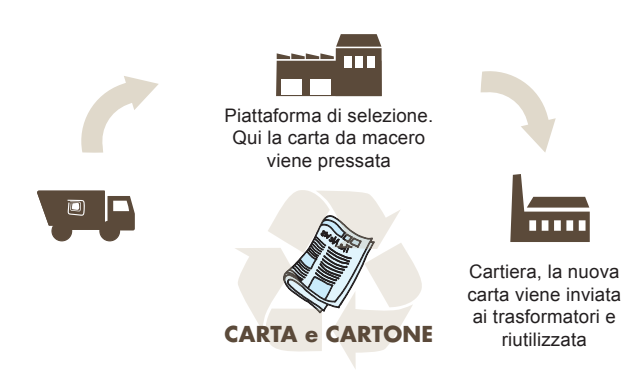 Piattaforma di selezione.
Qui la carta da macero
viene pressata
Cartiera, la nuova
carta viene inviata
ai trasformatori e
riutilizzata
CARTA e CARTONE